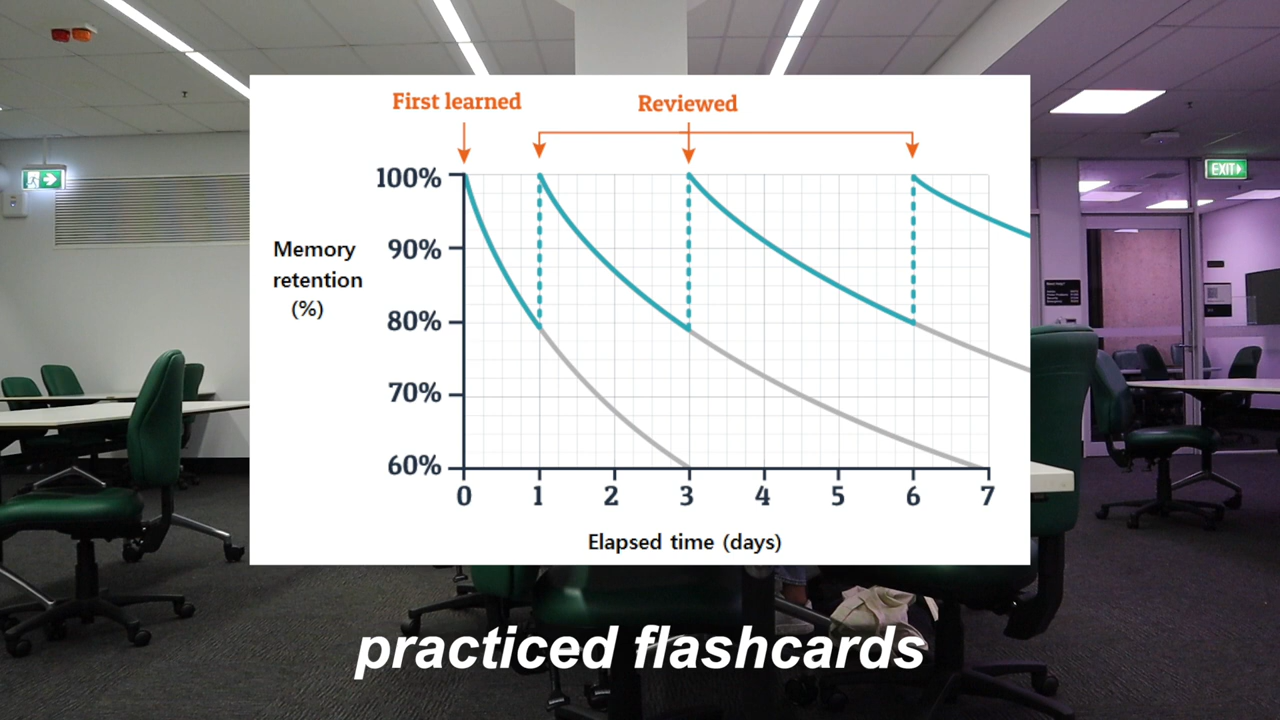 First learned
Reviewed
100%
90%
80%
70%
60%
Memory
retention
(%)
0 1 2 3 4 5 6 7
Elapsed time (days)
EXIT
practiced flashcards